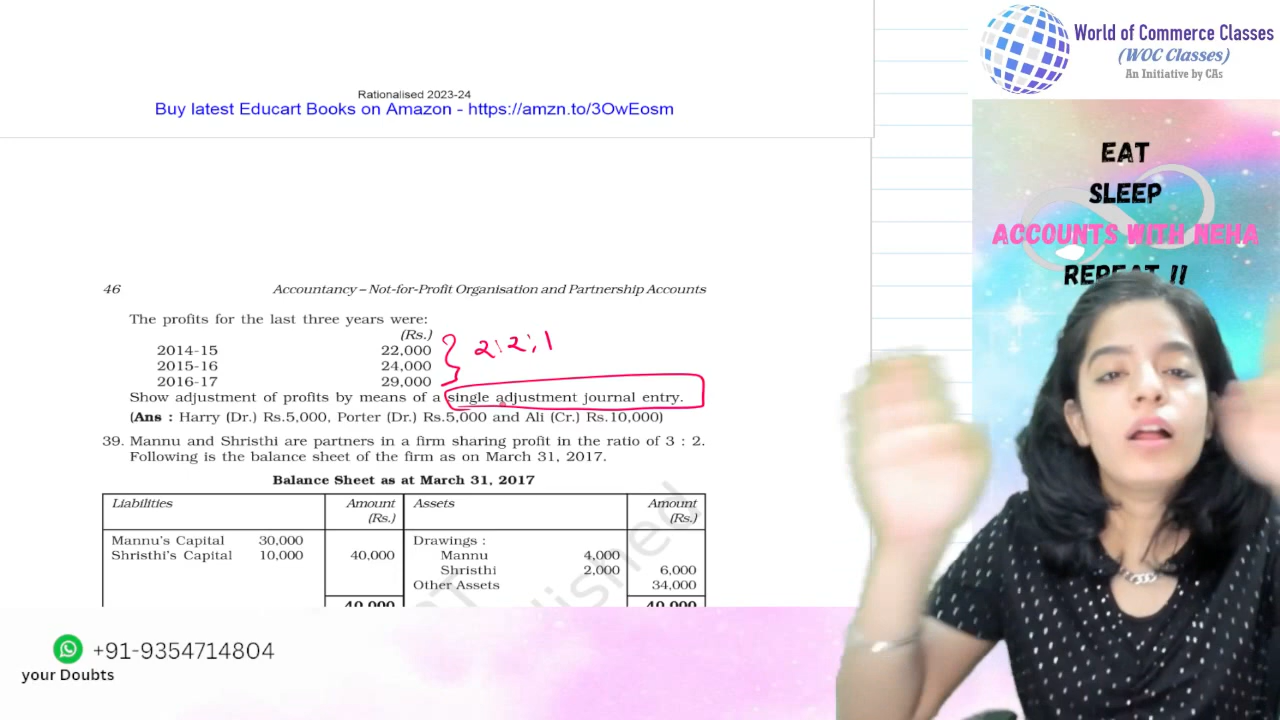 World of Commerce Classes
(WOC Classes)
An Initiative by CAs
Rationalised 2023-24
Buy latest Educart Books on Amazon - https://amzn.to/3OwEosm
EAT
SLEEP
ACCOUNTS WITH NEHA
REPEAT !!
46 Accountancy – Not-for-Profit Organisation and Partnership Accounts
The profits for the last three years were:
(Rs.)
2014-15 22,000
2015-16 24,000
2016-17 29,000
2:2:1
Show adjustment of profits by means of a single adjustment journal entry.
(Ans : Harry (Dr.) Rs.5,000, Porter (Dr.) Rs.5,000 and Ali (Cr.) Rs.10,000)
39. Mannu and Shristhi are partners in a firm sharing profit in the ratio of 3 : 2.
Following is the balance sheet of the firm as on March 31, 2017.
Balance Sheet as at March 31, 2017
Liabilities Amount (Rs.) Assets Amount (Rs.)
Mannu's Capital 30,000 Drawings :
Shristhi's Capital 10,000 40,000 Mannu 4,000
Shristhi 2,000 6,000
Other Assets 34,000
40,000 40,000
+91-9354714804
your Doubts